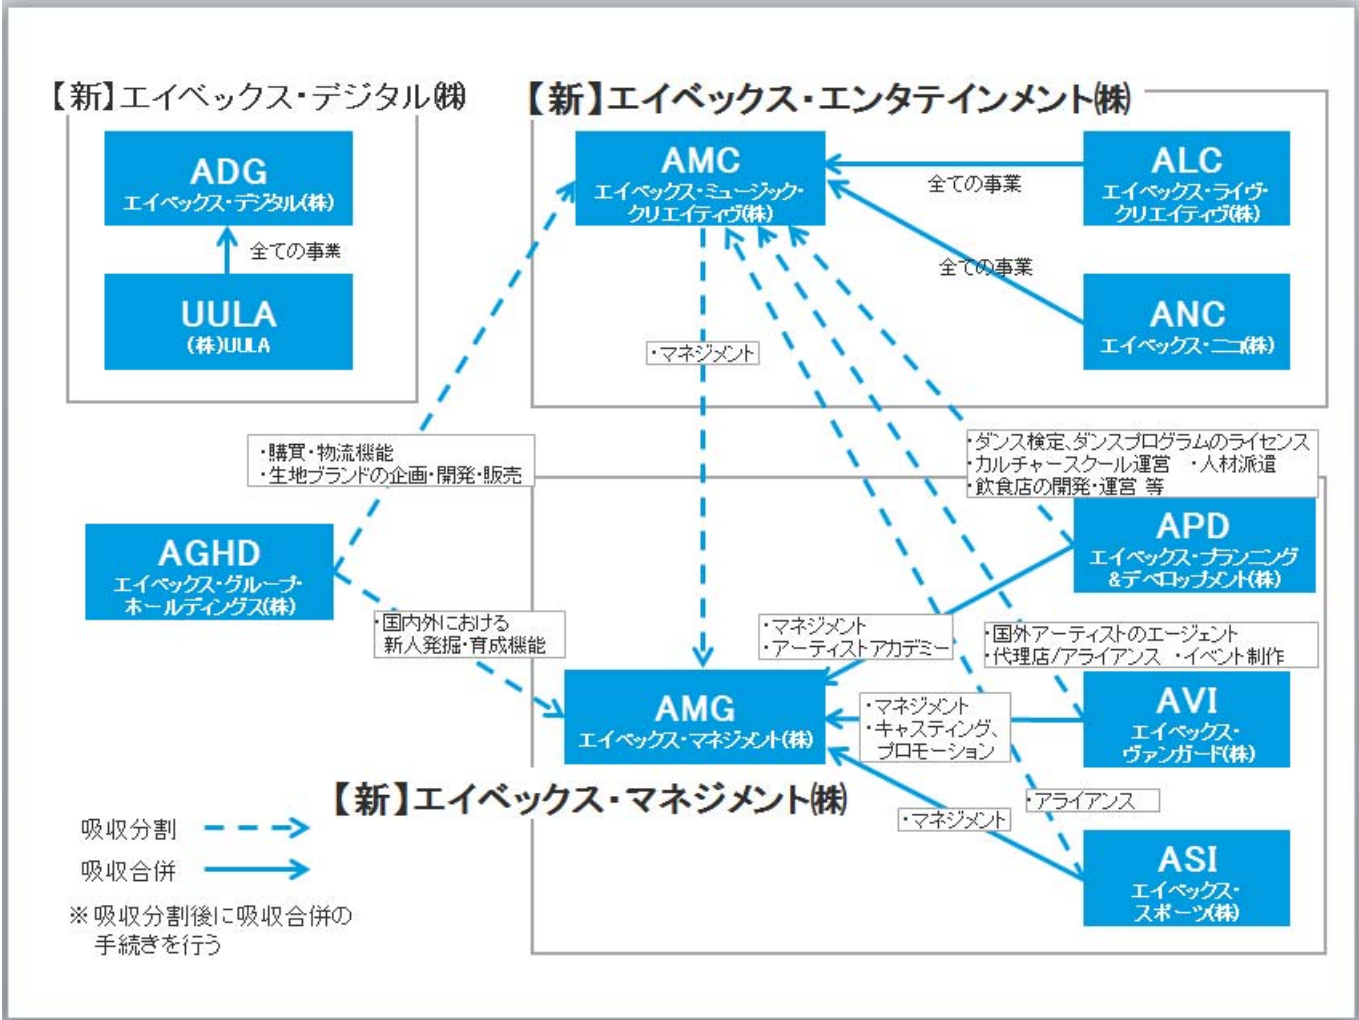 【新】エイベックス・デジタル㈱
ADG
エイベックス・デジタル(株)
全ての事業
UULA
(株)UULA
【新】エイベックス・エンタテインメント㈱
AMC
エイベックス・ミュージック・
クリエイティヴ(株)
全ての事業
ALC
エイベックス・ライヴ・
クリエイティヴ(株)
全ての事業
ANC
エイベックス・ニコ(株)
・マネジメント
・購買・物流機能
・生地ブランドの企画・開発・販売
・ダンス検定、ダンスプログラムのライセンス
・カルチャースクール運営 ・人材派遣
・飲食店の開発・運営 等
AGHD
エイベックス・グループ・
ホールディングス(株)
APD
エイベックス・プランニング
&デベロップメント(株)
・国内外における
新人発掘・育成機能
・マネジメント
・アーティストアカデミー
・国外アーティストのエージェント
・代理店/アライアンス ・イベント制作
AMG
エイベックス・マネジメント(株)
・マネジメント
・キャスティング、
プロモーション
AVI
エイベックス・
ヴァンガード(株)
【新】エイベックス・マネジメント㈱
・マネジメント
・アライアンス
ASI
エイベックス・
スポーツ(株)
吸収分割
吸収合併
※吸収分割後に吸収合併の
手続きを行う